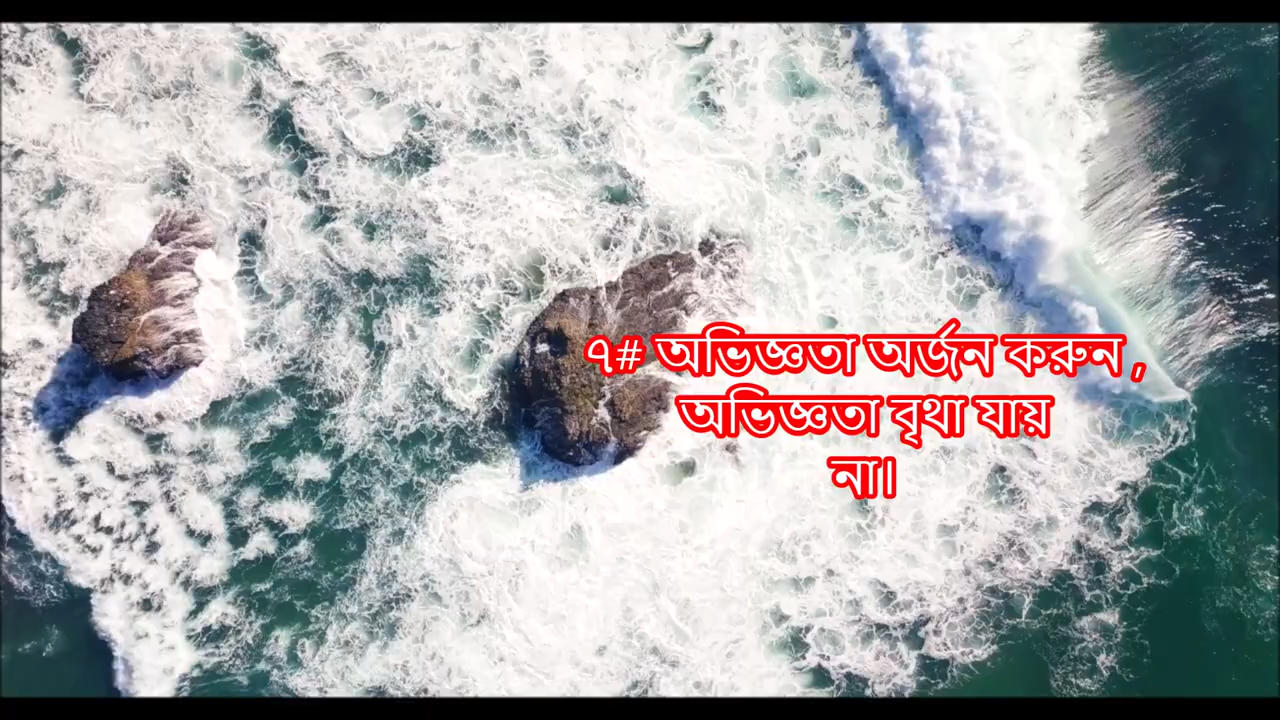 ৭# অভিজ্ঞতা অর্জন করুন ,
অভিজ্ঞতা বৃথা যায়
না।